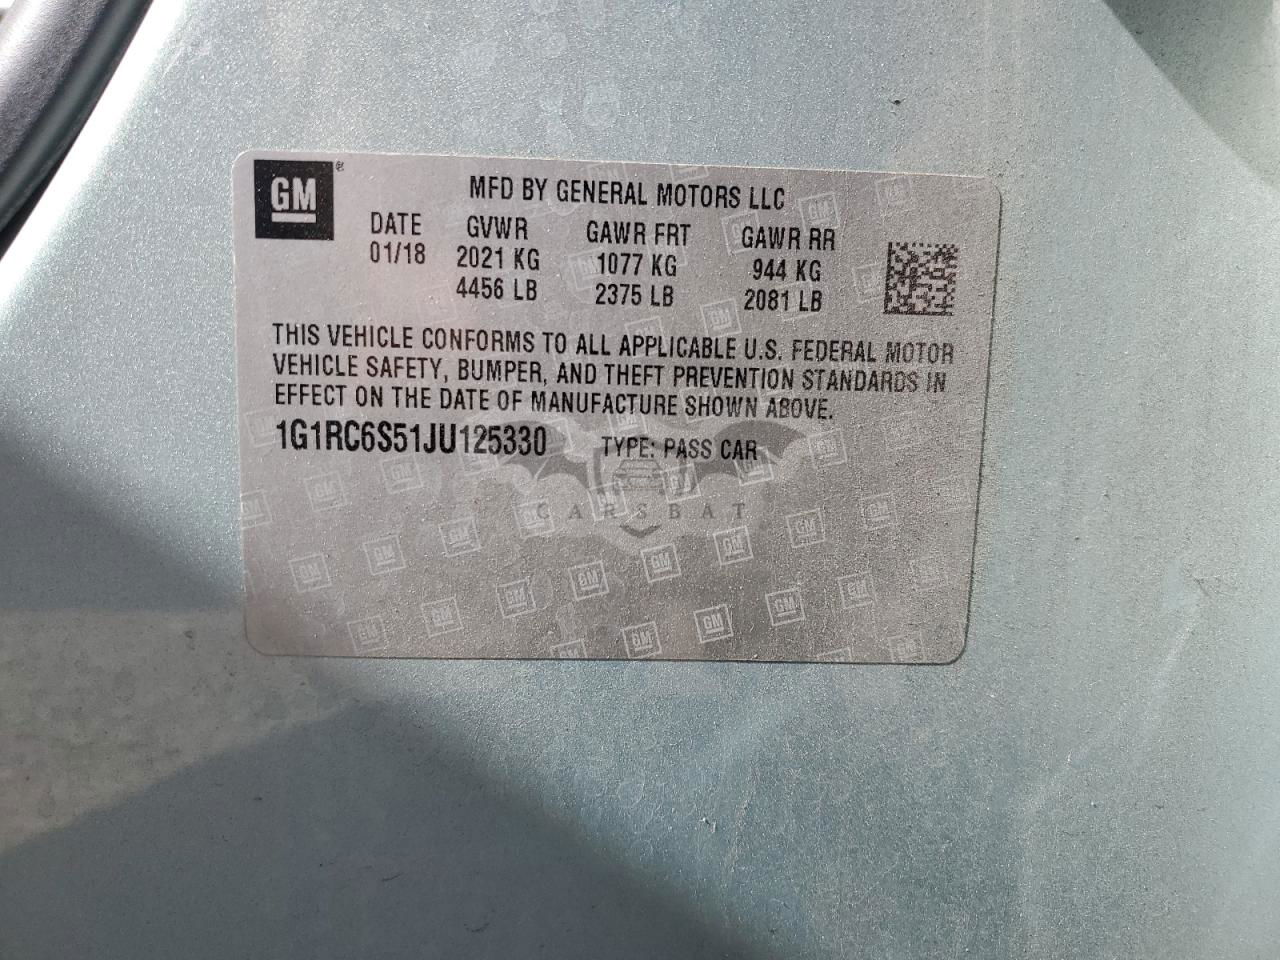 GM ®
MFD BY GENERAL MOTORS LLC
DATE GVWR GAWR FRT GAWR RR
01/18 2021 KG 1077 KG 944 KG
4456 LB 2375 LB 2081 LB
THIS VEHICLE CONFORMS TO ALL APPLICABLE U.S. FEDERAL MOTOR
VEHICLE SAFETY, BUMPER, AND THEFT PREVENTION STANDARDS IN
EFFECT ON THE DATE OF MANUFACTURE SHOWN ABOVE.
1G1RC6S51JU125330 TYPE: PASS CAR
CARSBAT